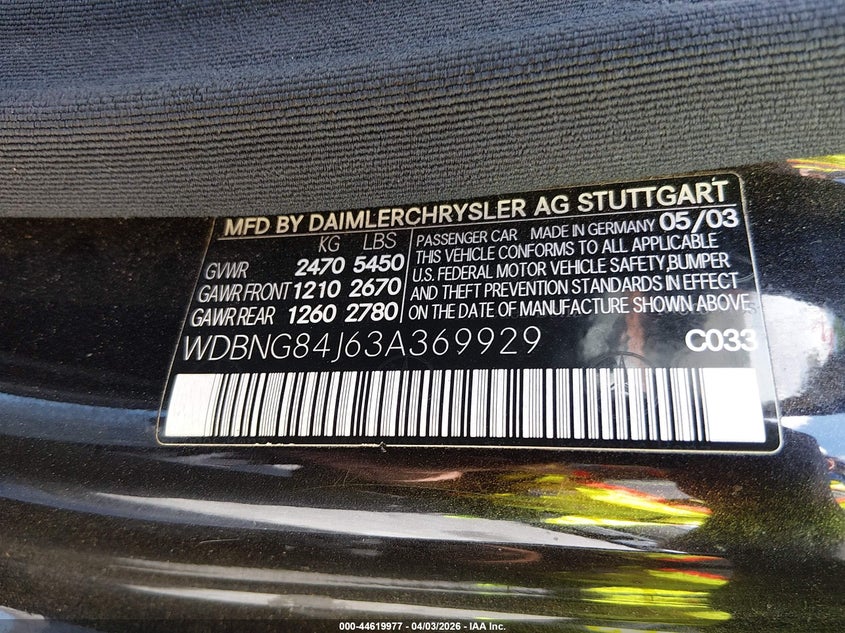 MFD BY DAIMLERCHRYSLER AG STUTTGART
KG LBS
GVWR 2470 5450
GAWR FRONT 1210 2670
GAWR REAR 1260 2780
PASSENGER CAR MADE IN GERMANY 05/03
THIS VEHICLE CONFORMS TO ALL APPLICABLE
U.S. FEDERAL MOTOR VEHICLE SAFETY, BUMPER
AND THEFT PREVENTION STANDARDS IN EFFECT
ON THE DATE OF MANUFACTURE SHOWN ABOVE.
WDBNG84J63A369929 C033
000-44619977 - 04/03/2026 - IAA Inc.